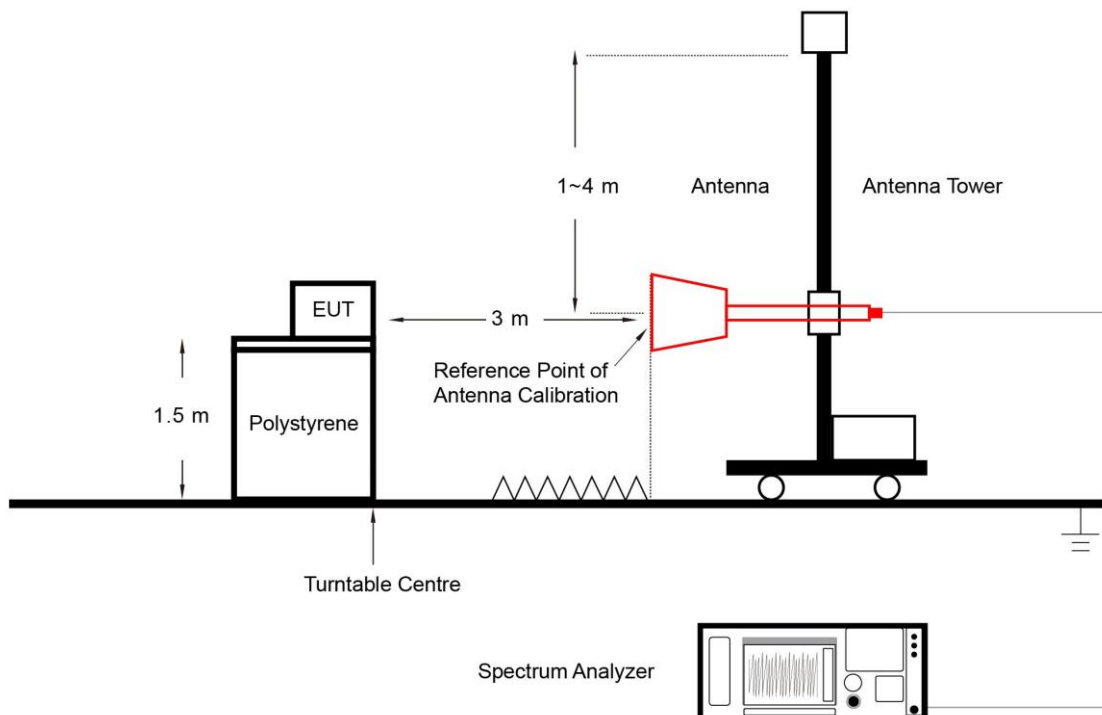 1~4 m
Antenna
Antenna Tower
EUT
3 m
Reference Point of
Antenna Calibration
1.5 m
Polystyrene
Turntable Centre
Spectrum Analyzer